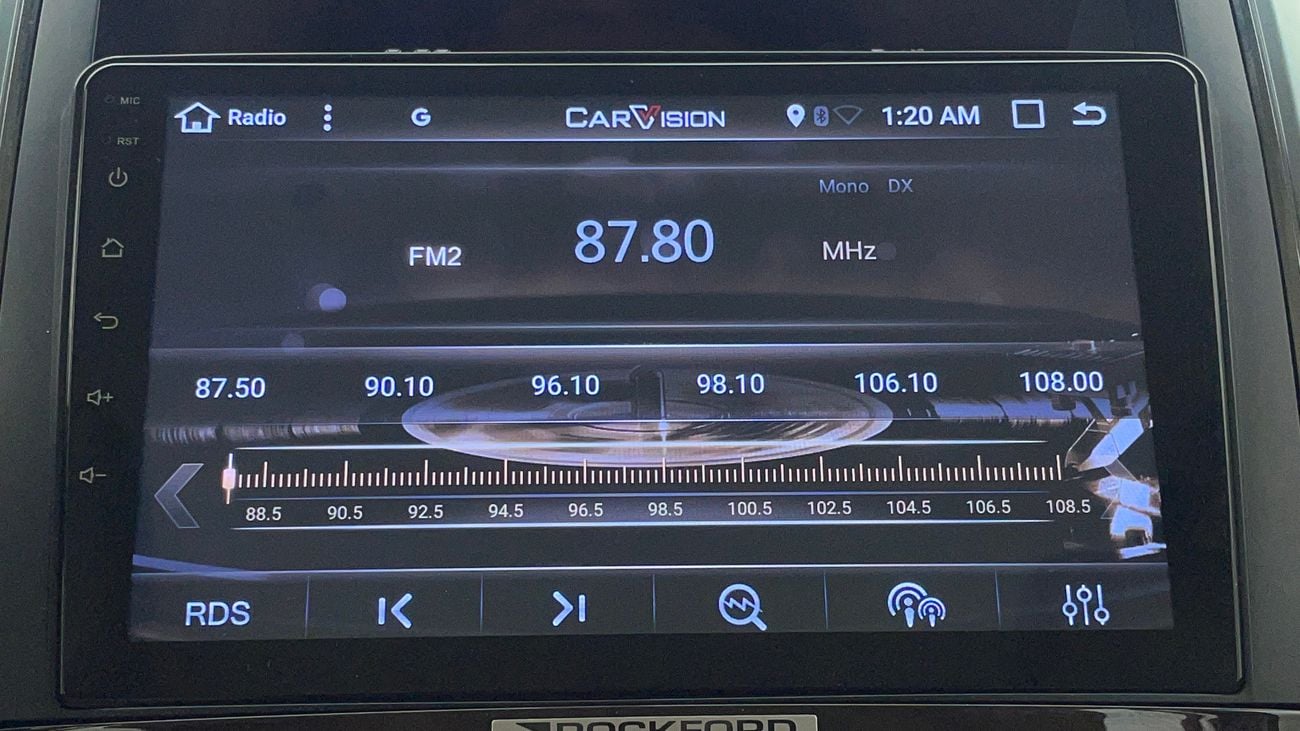 MIC
RST
Radio G CARVISION 1:20 AM
Mono DX
FM2 87.80 MHz
87.50 90.10 96.10 98.10 106.10 108.00
88.5 90.5 92.5 94.5 96.5 98.5 100.5 102.5 104.5 106.5 108.5
RDS
ROCKFORD